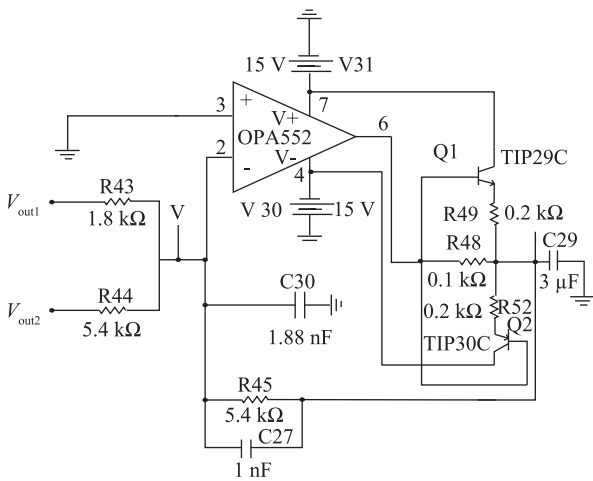 15 V
V31
3
+
7
V+
6
OPA552
2
V-
-
4
Q1
TIP29C
V 30
15 V
R43
V
Vout1
1.8 kΩ
R49
0.2 kΩ
R48
C29
0.1 kΩ
3 μF
C30
R44
Vout2
5.4 kΩ
1.88 nF
0.2 kΩ
R52
Q2
TIP30C
R45
5.4 kΩ
C27
1 nF